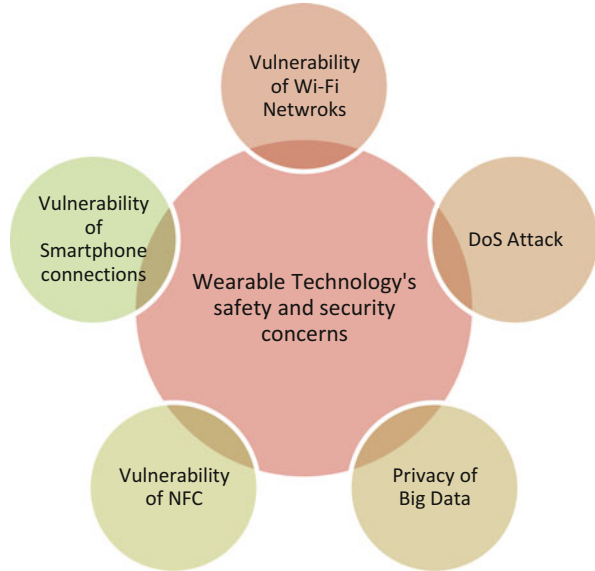 Vulnerability
of Wi-Fi
Netwroks
DoS Attack
Privacy of
Big Data
Vulnerability
of NFC
Vulnerability
of
Smartphone
connections
Wearable Technology's
safety and security
concerns